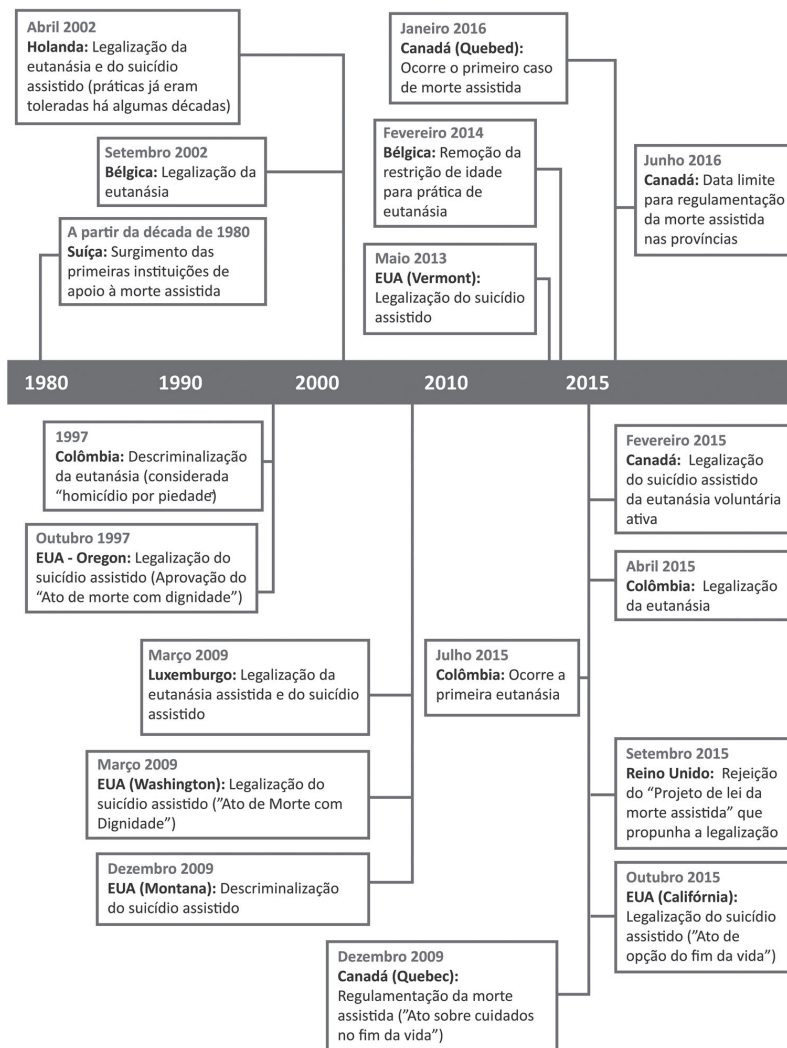 Abril 2002
Holanda: Legalização da
eutanásia e do suicídio
assistido (práticas já eram
toleradas há algumas décadas)
Setembro 2002
Bélgica: Legalização da
eutanásia
A partir da década de 1980
Suíça: Surgimento das
primeiras instituições de
apoio à morte assistida
Janeiro 2016
Canadá (Quebed):
Ocorre o primeiro caso
de morte assistida
Fevereiro 2014
Bélgica: Remoção da
restrição de idade
para prática de
eutanásia
Maio 2013
EUA (Vermont):
Legalização do suicídio
assistido
Junho 2016
Canadá: Data limite
para regulamentação
da morte assistida
nas províncias
1980 1990 2000 2010 2015
1997
Colômbia: Descriminalização
da eutanásia (considerada
“homicídio por piedade”)
Outubro 1997
EUA - Oregon: Legalização do
suicídio assistido (Aprovação do
“Ato de morte com dignidade”)
Março 2009
Luxemburgo: Legalização da
eutanásia assistida e do suicídio
assistido
Março 2009
EUA (Washington): Legalização do
suicídio assistido (”Ato de Morte com
Dignidade”)
Dezembro 2009
EUA (Montana): Descriminalização
do suicídio assistido
Dezembro 2009
Canadá (Quebec):
Regulamentação da morte
assistida (”Ato sobre cuidados
no fim da vida”)
Julho 2015
Colômbia: Ocorre a
primeira eutanásia
Fevereiro 2015
Canadá: Legalização
do suicídio assistido
da eutanásia voluntária
ativa
Abril 2015
Colômbia: Legalização
da eutanásia
Setembro 2015
Reino Unido: Rejeição
do “Projeto de lei da
morte assistida” que
propunha a legalização
Outubro 2015
EUA (Califórnia):
Legalização do suicídio
assistido (”Ato de
opção do fim da vida”)